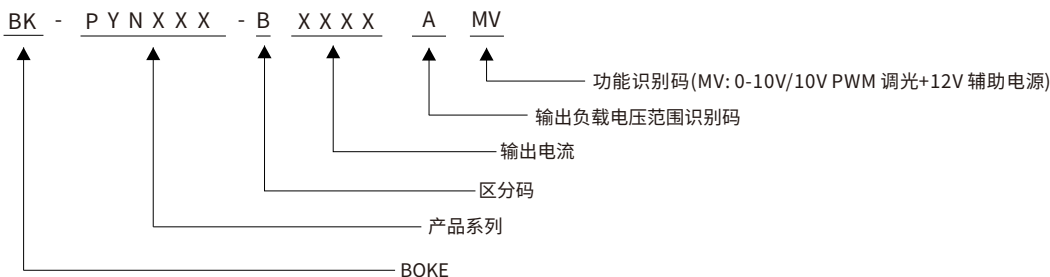 BK - PYNXXX - B XXXX A MV
功能识别码(MV: 0-10V/10V PWM 调光+12V 辅助电源)
输出负载电压范围识别码
输出电流
区分码
产品系列
BOKE